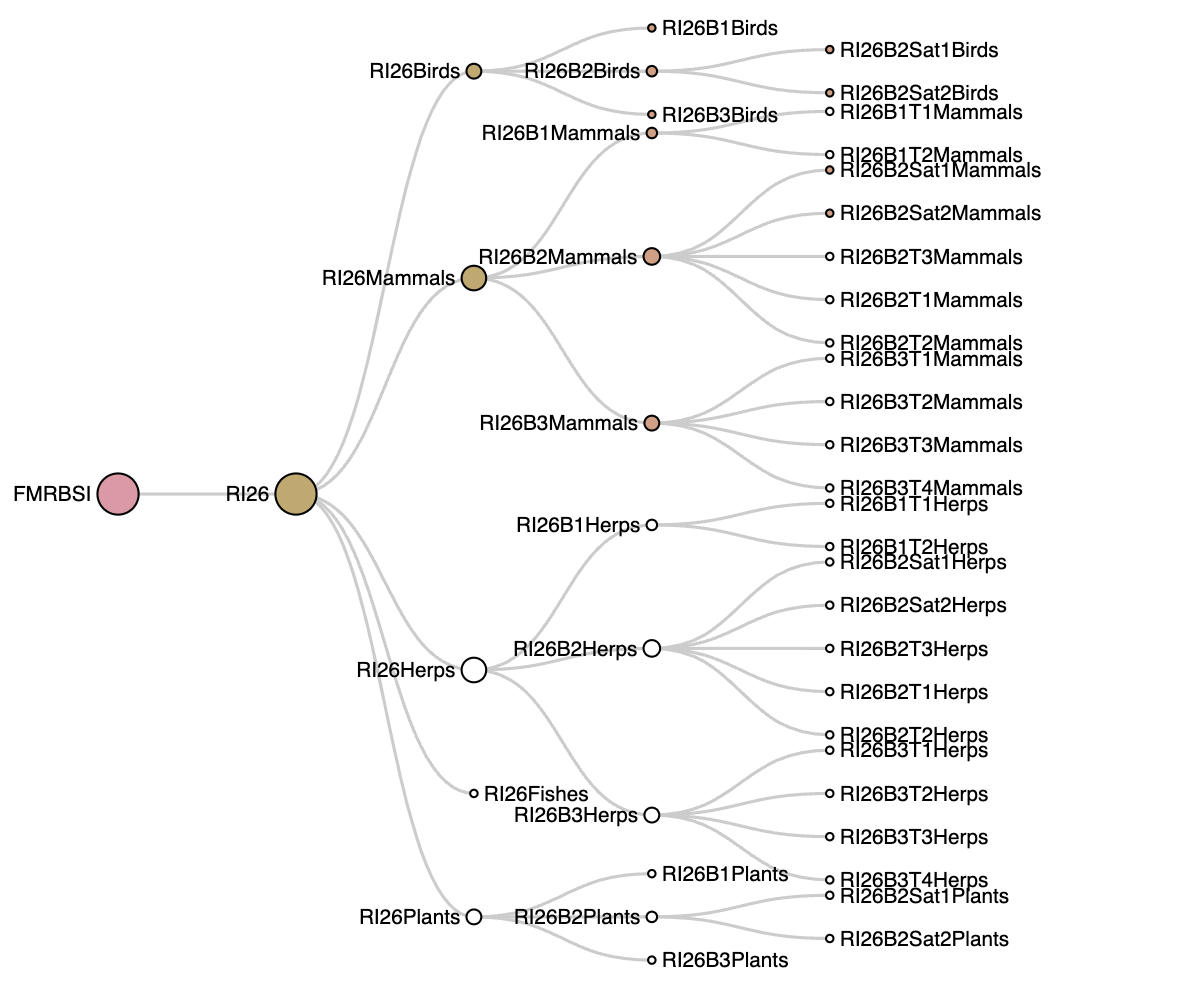 RI26B1Birds
RI26B2Sat1Birds
RI26Birds
RI26B2Birds
RI26B2Sat2Birds
RI26B3Birds
RI26B1T1Mammals
RI26B1Mammals
RI26B1T2Mammals
RI26B2Sat1Mammals
RI26B2Sat2Mammals
RI26B2Mammals
RI26B2T3Mammals
RI26Mammals
RI26B2T1Mammals
RI26B2T2Mammals
RI26B3T1Mammals
RI26B3T2Mammals
RI26B3Mammals
RI26B3T3Mammals
RI26B3T4Mammals
FMRBSI
RI26
RI26B1T1Herps
RI26B1Herps
RI26B1T2Herps
RI26B2Sat1Herps
RI26B2Sat2Herps
RI26B2Herps
RI26B2T3Herps
RI26Herps
RI26B2T1Herps
RI26B2T2Herps
RI26B3T1Herps
RI26Fishes
RI26B3T2Herps
RI26B3Herps
RI26B3T3Herps
RI26B1Plants
RI26B3T4Herps
RI26B2Sat1Plants
RI26Plants
RI26B2Plants
RI26B2Sat2Plants
RI26B3Plants